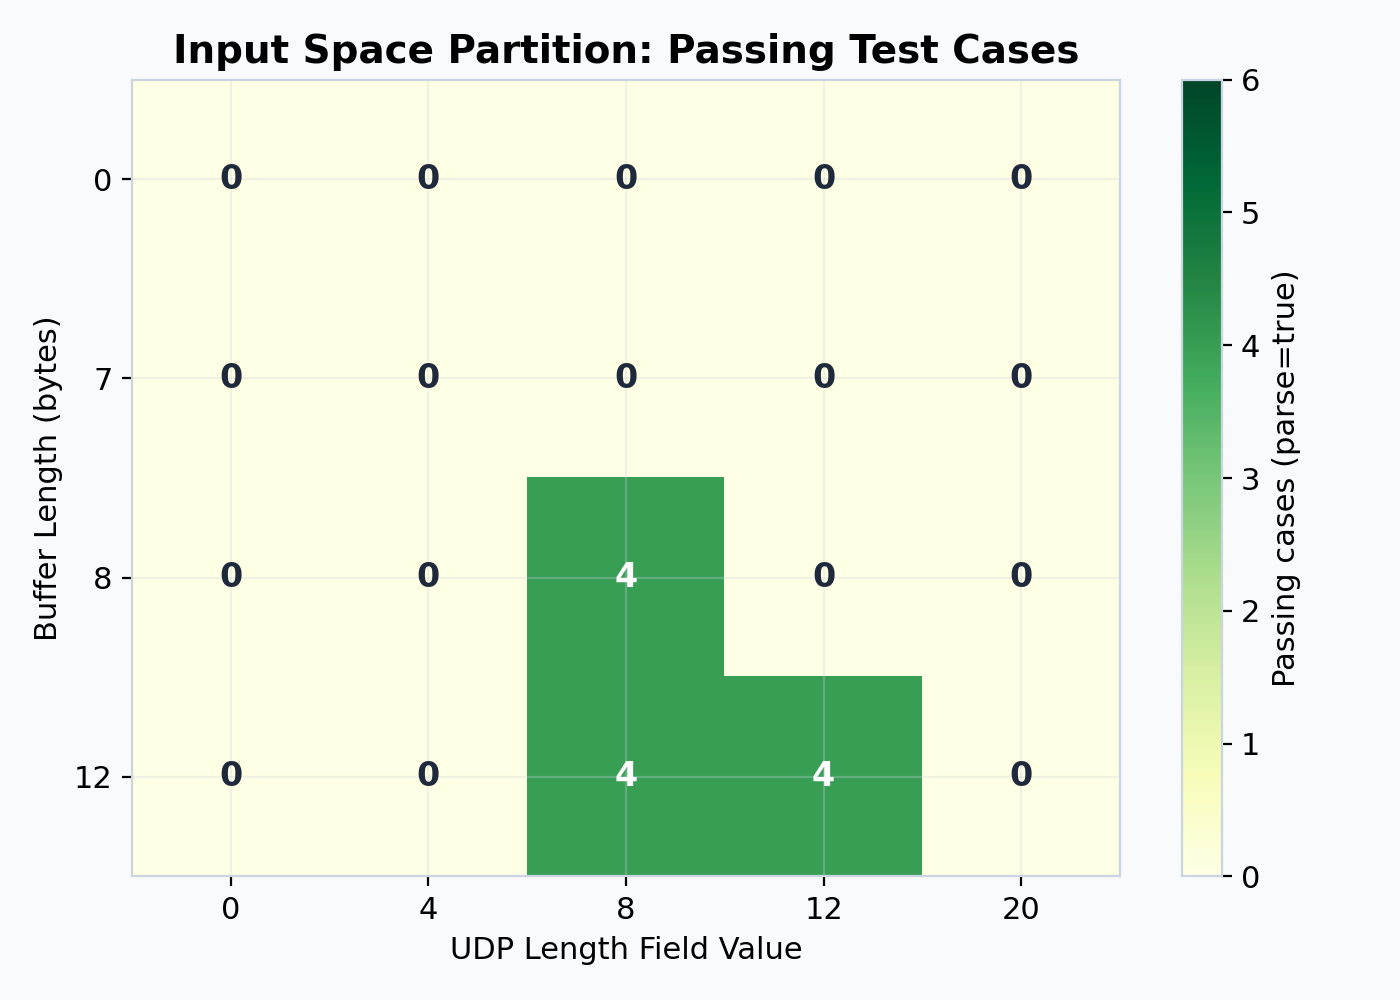 Input Space Partition: Passing Test Cases
Buffer Length (bytes)
0 0 0 0 0 0
7 0 0 0 0 0
8 0 0 4 0 0
12 0 0 4 4 0
0 4 8 12 20
UDP Length Field Value
6
5
4
3
2
1
0
Passing cases (parse=true)